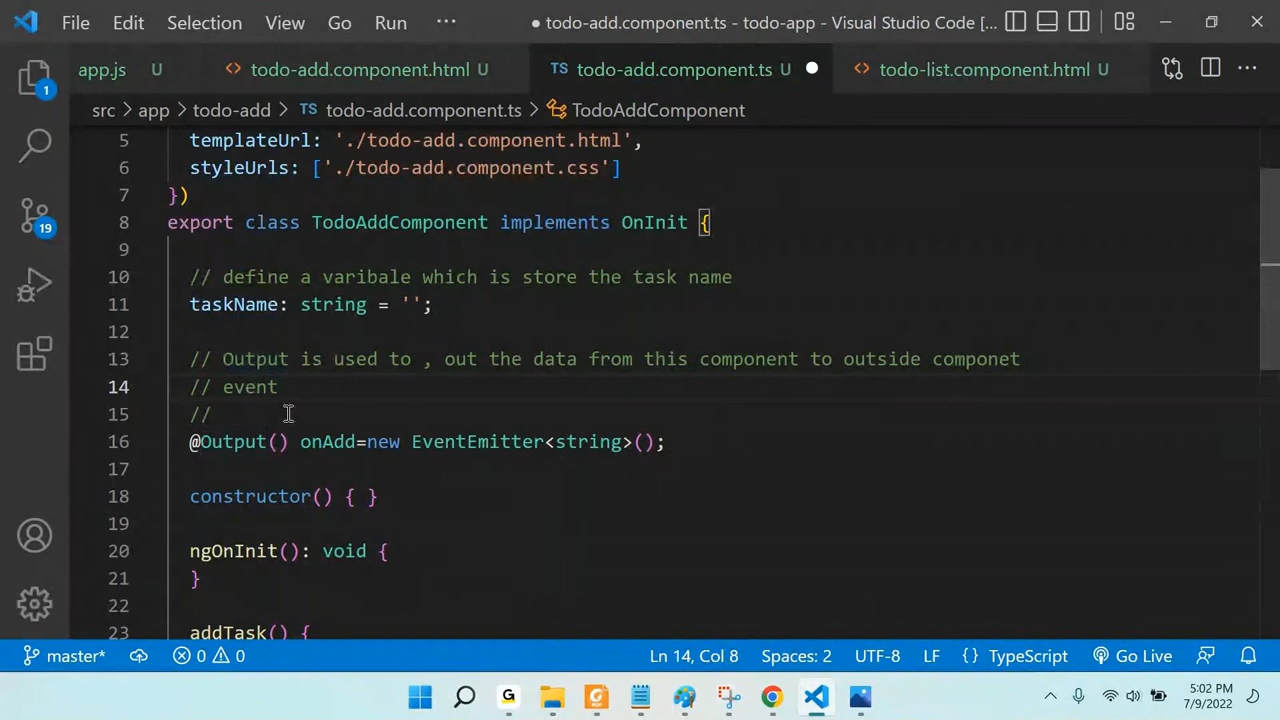 File Edit Selection View Go Run ··· ● todo-add.component.ts - todo-app - Visual Studio Code [...
app.js U <> todo-add.component.html U TS todo-add.component.ts U ● <> todo-list.component.html U ···
src > app > todo-add > TS todo-add.component.ts > TodoAddComponent
5 templateUrl: './todo-add.component.html',
6 styleUrls: ['./todo-add.component.css']
7 })
8 export class TodoAddComponent implements OnInit {
9
10 // define a varibale which is store the task name
11 taskName: string = '';
12
13 // Output is used to , out the data from this component to outside componet
14 // event
15 //
16 @Output() onAdd=new EventEmitter<string>();
17
18 constructor() { }
19
20 ngOnInit(): void {
21 }
22
23 addTask() {
1
19
master* 0 0 Ln 14, Col 8 Spaces: 2 UTF-8 LF {} TypeScript Go Live
G PDF
5:02 PM
7/9/2022